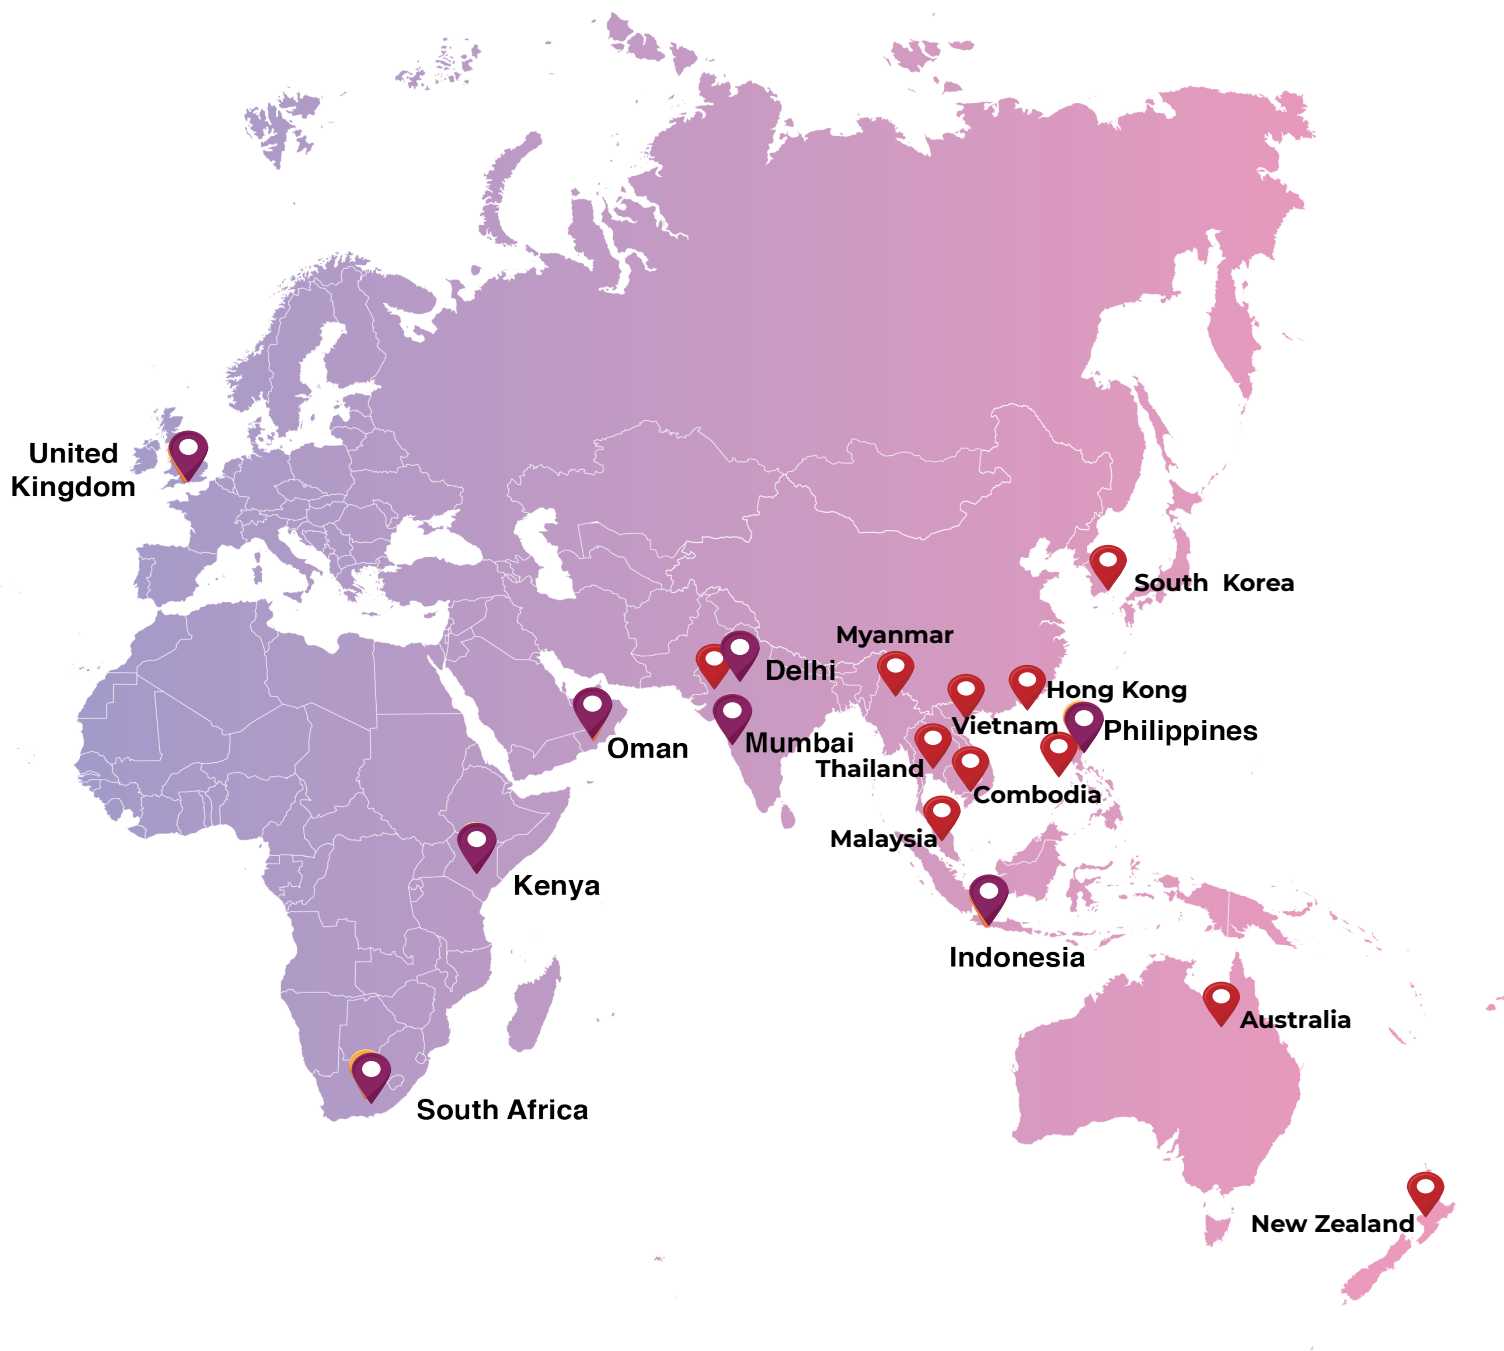 United
Kingdom
South  Korea
Myanmar
Delhi
Hong Kong
Vietnam
Philippines
Oman
Mumbai
Thailand
Combodia
Malaysia
Kenya
Indonesia
Australia
South Africa
New Zealand